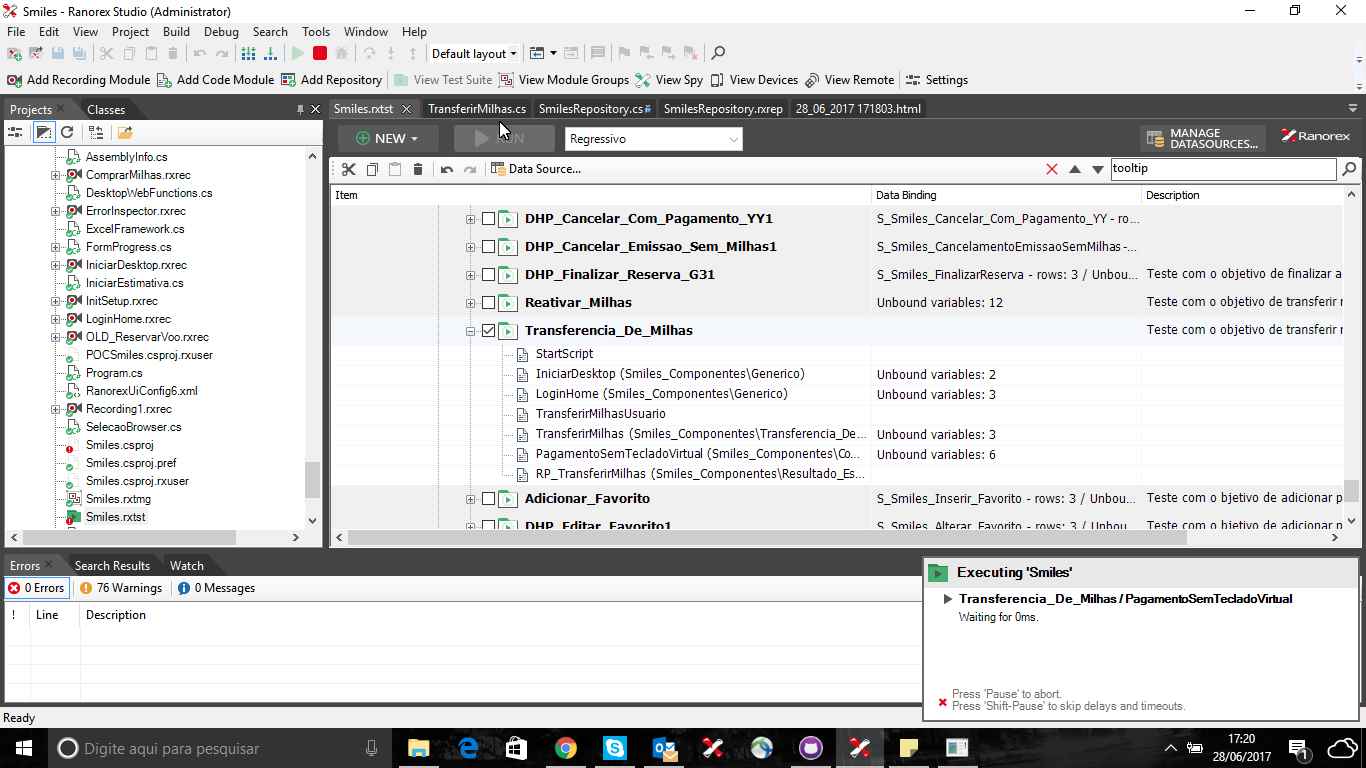 Smiles - Ranorex Studio (Administrator)
File Edit View Project Build Debug Search Tools Window Help
Default layout
Add Recording Module Add Code Module Add Repository View Test Suite View Module Groups View Spy View Devices View Remote Settings
Projects Classes
Smiles.rxtst TransferirMilhas.cs SmilesRepository.cs SmilesRepository.rxrep 28_06_2017 171803.html
NEW Regressivo MANAGE DATASOURCES... Ranorex
Data Source... tooltip
Item Data Binding Description
AssemblyInfo.cs
ComprarMilhas.rxrec
DesktopWebFunctions.cs
ErrorInspector.rxrec
ExcelFramework.cs
FormProgress.cs
IniciarDesktop.rxrec
IniciarEstimativa.cs
InitSetup.rxrec
LoginHome.rxrec
OLD_ReservarVoo.rxrec
POCSmiles.csproj.rxuser
Program.cs
RanorexUiConfig6.xml
Recording1.rxrec
SelecaoBrowser.cs
Smiles.csproj
Smiles.csproj.pref
Smiles.csproj.rxuser
Smiles.rxtmg
Smiles.rxtst
DHP_Cancelar_Com_Pagamento_YY1 S_Smiles_Cancelar_Com_Pagamento_YY - ro...
DHP_Cancelar_Emissao_Sem_Milhas1 S_Smiles_CancelamentoEmissaoSemMilhas -...
DHP_Finalizar_Reserva_G31 S_Smiles_FinalizarReserva - rows: 3 / Unbou... Teste com o objetivo de finalizar a
Reativar_Milhas Unbound variables: 12 Teste com o objetivo de transferir
Transferencia_De_Milhas Teste com o objetivo de transferir
StartScript
IniciarDesktop (Smiles_Componentes\Generico) Unbound variables: 2
LoginHome (Smiles_Componentes\Generico) Unbound variables: 3
TransferirMilhasUsuario
TransferirMilhas (Smiles_Componentes\Transferencia_De... Unbound variables: 3
PagamentoSemTecladoVirtual (Smiles_Componentes\Co... Unbound variables: 6
RP_TransferirMilhas (Smiles_Componentes\Resultado_Es...
Adicionar_Favorito S_Smiles_Inserir_Favorito - rows: 3 / Unbou... Teste com o bjetivo de adicionar p
DHP_Editar_Favorito1 S_Smiles_Alterar_Favorito - rows: 3 / Unbou... Teste com o bjetivo de adicionar p
Errors Search Results Watch
0 Errors 76 Warnings 0 Messages
! Line Description
Executing 'Smiles'
Transferencia_De_Milhas / PagamentoSemTecladoVirtual
Waiting for 0ms.
Press 'Pause' to abort.
Press 'Shift-Pause' to skip delays and timeouts.
Ready
Digite aqui para pesquisar
17:20
28/06/2017
1